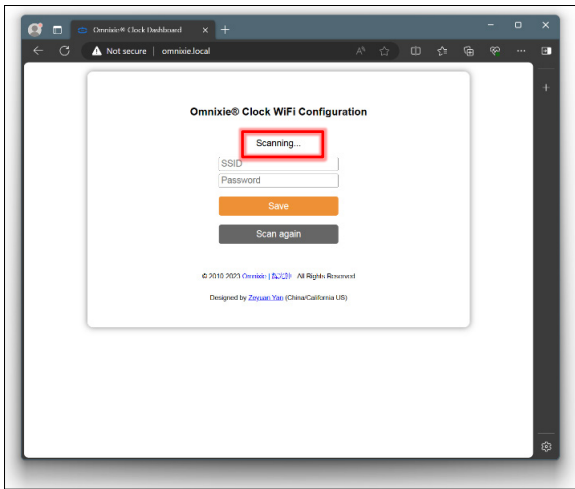 Omnixie® Clock Dashboard
Not secure | omnixie.local
Omnixie® Clock WiFi Configuration
Scanning...
SSID
Password
Save
Scan again
© 2010-2023 Omnixie | All Rights Reserved
Designed by Zeyuan Yan (China/California US)